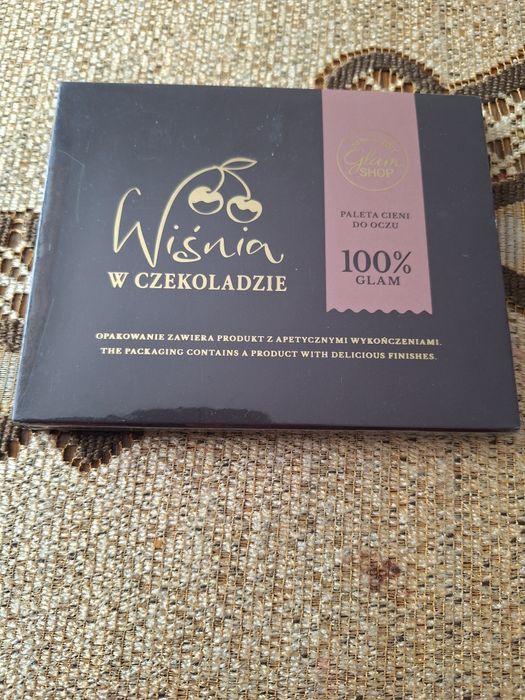 Glam
SHOP
PALETA CIENI
DO OCZU
100%
GLAM
Wiśnia
W CZEKOLADZIE
OPAKOWANIE ZAWIERA PRODUKT Z APETYCZNYMI WYKOŃCZENIAMI.
THE PACKAGING CONTAINS A PRODUCT WITH DELICIOUS FINISHES.